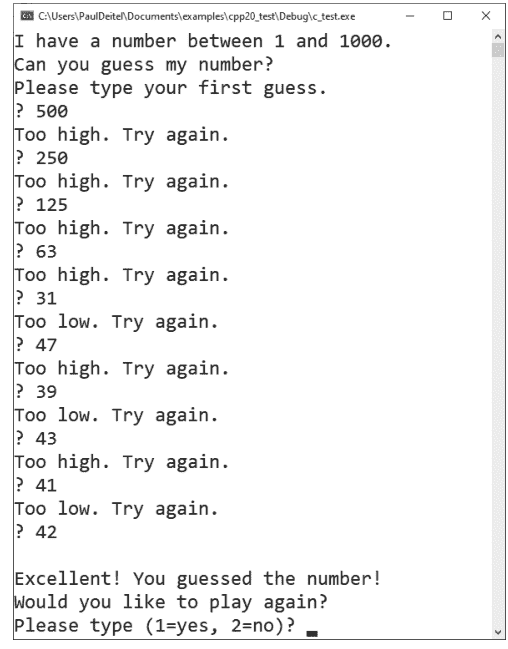 C:\Users\PaulDeitel\Documents\examples\cpp20_test\Debug\c_test.exe
I have a number between 1 and 1000.
Can you guess my number?
Please type your first guess.
? 500
Too high. Try again.
? 250
Too high. Try again.
? 125
Too high. Try again.
? 63
Too high. Try again.
? 31
Too low. Try again.
? 47
Too high. Try again.
? 39
Too low. Try again.
? 43
Too high. Try again.
? 41
Too low. Try again.
? 42
Excellent! You guessed the number!
Would you like to play again?
Please type (1=yes, 2=no)?